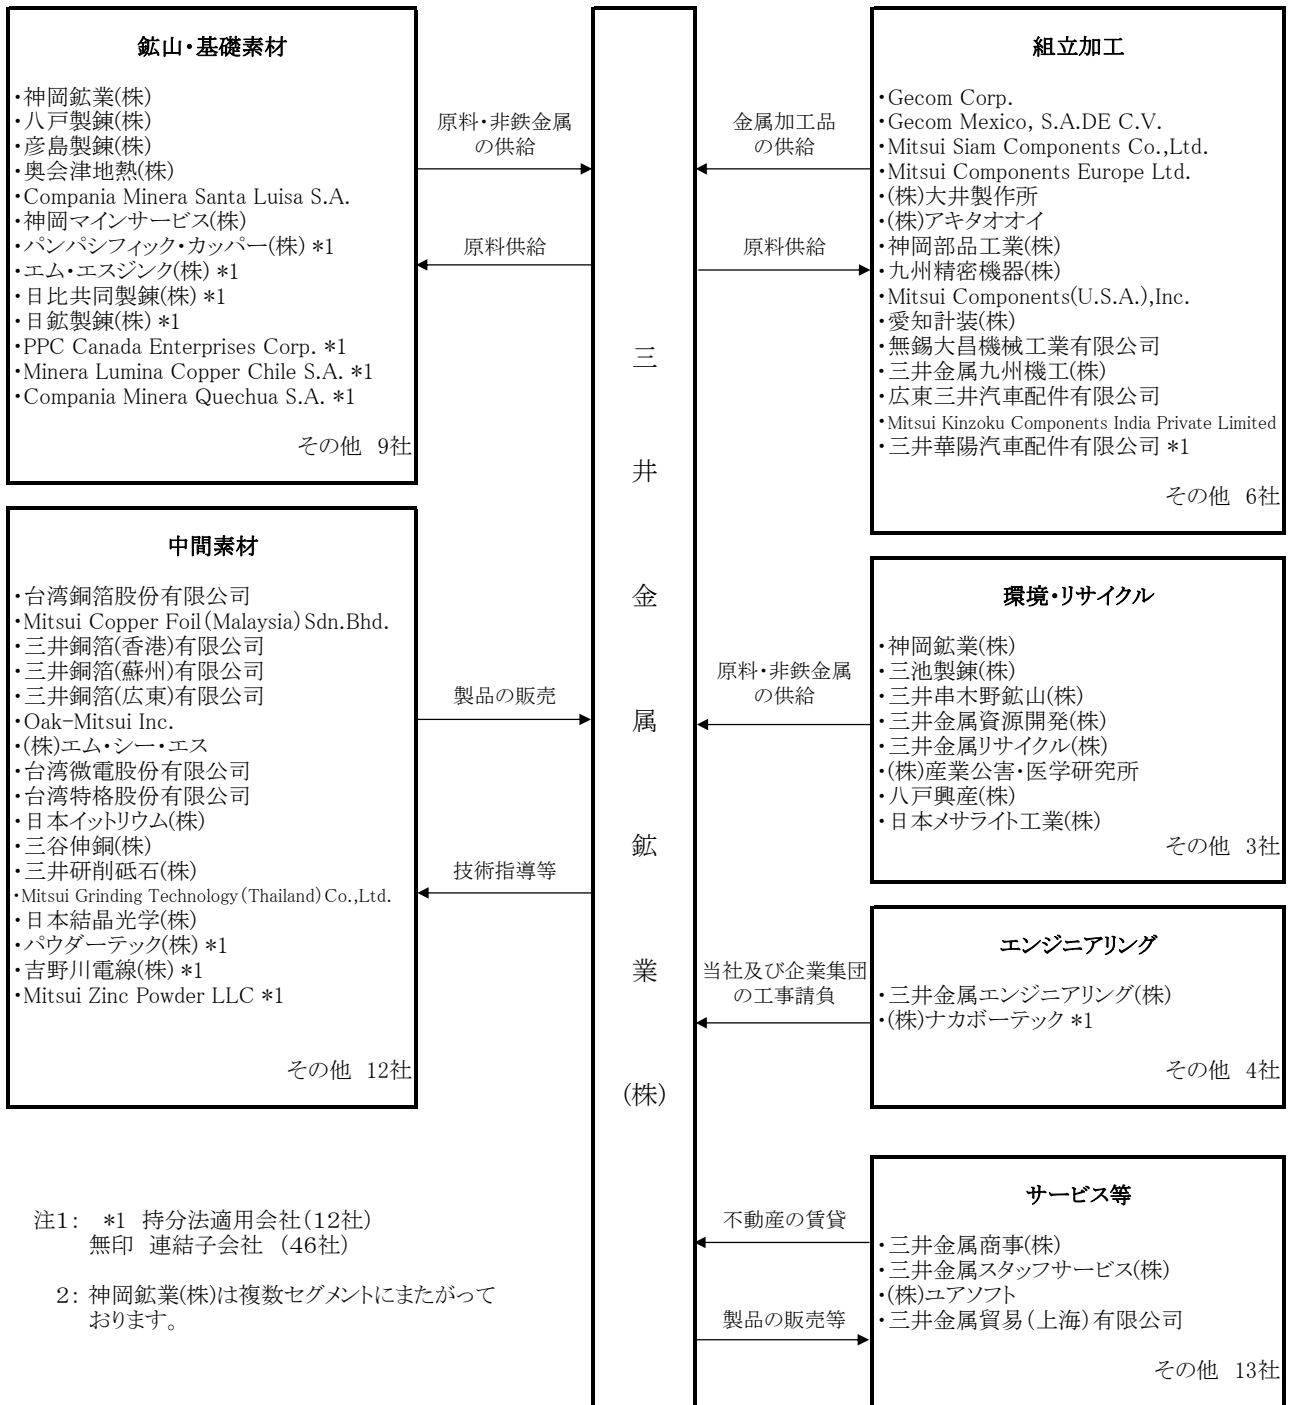 鉱山・基礎素材
・神岡鉱業(株)
・八戸製錬(株)
・彦島製錬(株)
・奥会津地熱(株)
・Compania Minera Santa Luisa S.A.
・神岡マインサービス(株)
・パンパシフィック・カッパー(株) *1
・エム・エスジンク(株) *1
・日比共同製錬(株) *1
・日鉱製錬(株) *1
・PPC Canada Enterprises Corp. *1
・Minera Lumina Copper Chile S.A. *1
・Compania Minera Quechua S.A. *1
その他 9社
原料・非鉄金属
の供給
原料供給
中間素材
・台湾銅箔股份有限公司
・Mitsui Copper Foil(Malaysia)Sdn.Bhd.
・三井銅箔(香港)有限公司
・三井銅箔(蘇州)有限公司
・三井銅箔(広東)有限公司
・Oak-Mitsui Inc.
・(株)エム・シー・エス
・台湾微電股份有限公司
・台湾特格股份有限公司
・日本イットリウム(株)
・三谷伸銅(株)
・三井研削砥石(株)
・Mitsui Grinding Technology(Thailand)Co.,Ltd.
・日本結晶光学(株)
・パウダーテック(株) *1
・吉野川電線(株) *1
・Mitsui Zinc Powder LLC *1
その他 12社
製品の販売
技術指導等
三
井
金
属
鉱
業
(株)
金属加工品
の供給
原料供給
組立加工
・Gecom Corp.
・Gecom Mexico, S.A.DE C.V.
・Mitsui Siam Components Co.,Ltd.
・Mitsui Components Europe Ltd.
・(株)大井製作所
・(株)アキタオオイ
・神岡部品工業(株)
・九州精密機器(株)
・Mitsui Components(U.S.A.),Inc.
・愛知計装(株)
・無錫大昌機械工業有限公司
・三井金属九州機工(株)
・広東三井汽車配件有限公司
・Mitsui Kinzoku Components India Private Limited
・三井華陽汽車配件有限公司 *1
その他 6社
原料・非鉄金属
の供給
環境・リサイクル
・神岡鉱業(株)
・三池製錬(株)
・三井串木野鉱山(株)
・三井金属資源開発(株)
・三井金属リサイクル(株)
・(株)産業公害・医学研究所
・八戸興産(株)
・日本メサライト工業(株)
その他 3社
当社及び企業集団
の工事請負
エンジニアリング
・三井金属エンジニアリング(株)
・(株)ナカボーテック *1
その他 4社
不動産の賃貸
製品の販売等
サービス等
・三井金属商事(株)
・三井金属スタッフサービス(株)
・(株)ユアソフト
・三井金属貿易(上海)有限公司
その他 13社
注1: *1 持分法適用会社(12社)
無印 連結子会社 (46社)
2: 神岡鉱業(株)は複数セグメントにまたがって
おります。